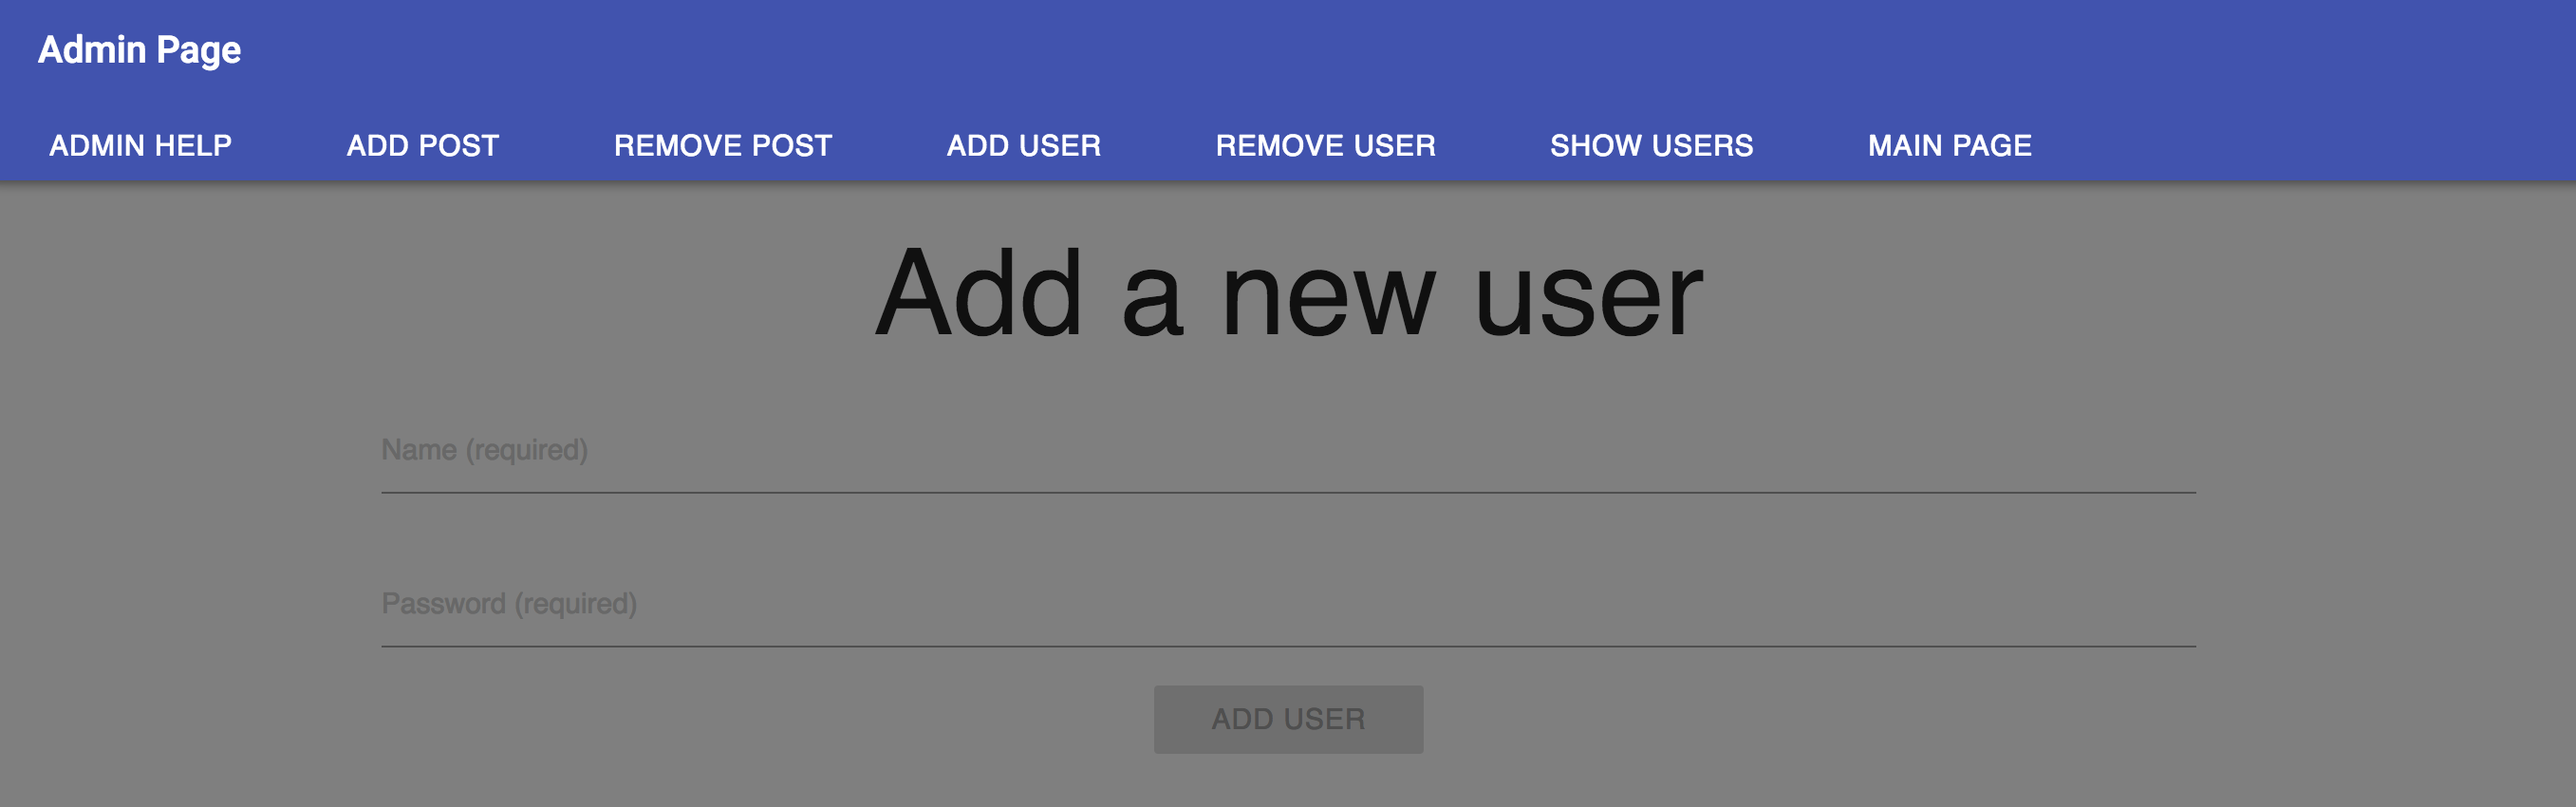 Admin Page
ADMIN HELP ADD POST REMOVE POST ADD USER REMOVE USER SHOW USERS MAIN PAGE
Add a new user
Name (required)
Password (required)
ADD USER